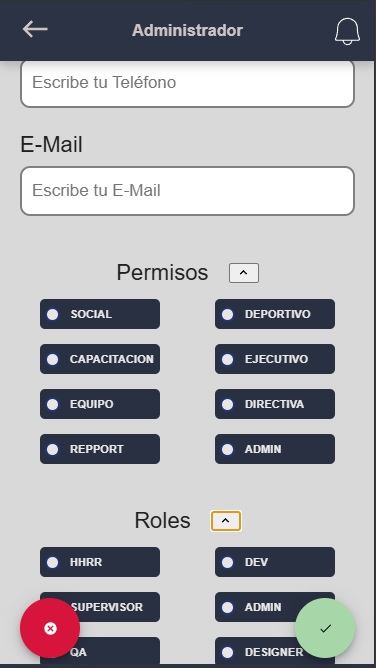 Administrador
Escribe tu Teléfono
E-Mail
Escribe tu E-Mail
Permisos
SOCIAL
DEPORTIVO
CAPACITACION
EJECUTIVO
EQUIPO
DIRECTIVA
REPPORT
ADMIN
Roles
HHRR
DEV
SUPERVISOR
ADMIN
QA
DESIGNER